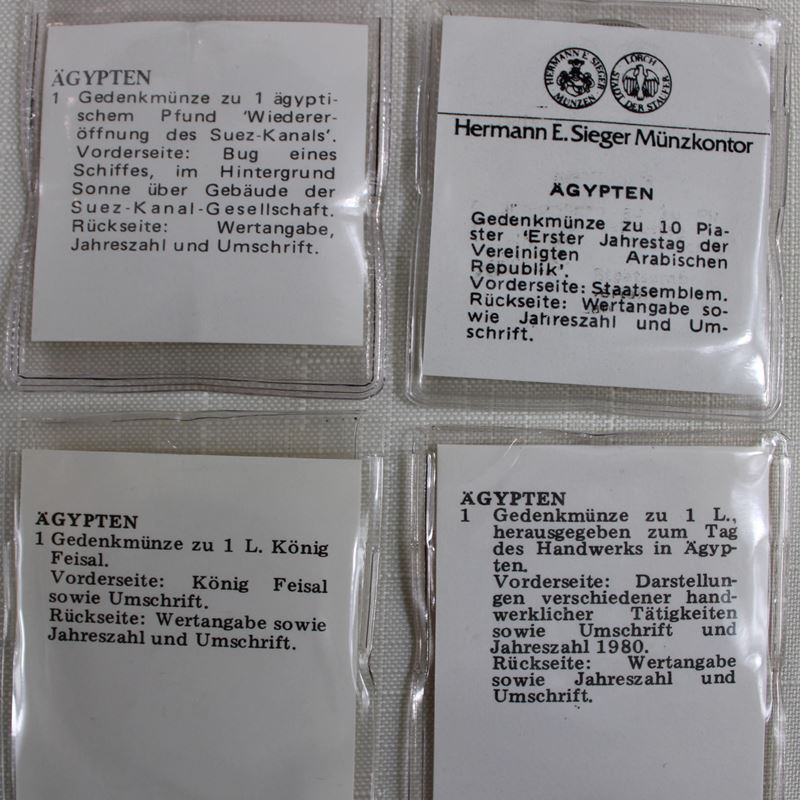 ÄGYPTEN
1 Gedenkmünze zu 1 ägypti-
schem Pfund 'Wiederer-
öffnung des Suez-Kanals'.
Vorderseite: Bug eines
Schiffes, im Hintergrund
Sonne über Gebäude der
Suez-Kanal-Gesellschaft.
Rückseite: Wertangabe,
Jahreszahl und Umschrift.
HERMANN E. SIEGER
MÜNZEN
LORCH
STADT DER STAUFER
Hermann E. Sieger Münzkontor
ÄGYPTEN
Gedenkmünze zu 10 Pia-
ster 'Erster Jahrestag der
Vereinigten Arabischen
Republik'.
Vorderseite: Staatsemblem.
Rückseite: Wertangabe so-
wie Jahreszahl und Um-
schrift.
ÄGYPTEN
1 Gedenkmünze zu 1 L. König
Feisal.
Vorderseite: König Feisal
sowie Umschrift.
Rückseite: Wertangabe sowie
Jahreszahl und Umschrift.
ÄGYPTEN
1 Gedenkmünze zu 1 L.,
herausgegeben zum Tag
des Handwerks in Ägyp-
ten.
Vorderseite: Darstellun-
gen verschiedener hand-
werklicher Tätigkeiten
sowie Umschrift und
Jahreszahl 1980.
Rückseite: Wertangabe
sowie Jahreszahl und
Umschrift.